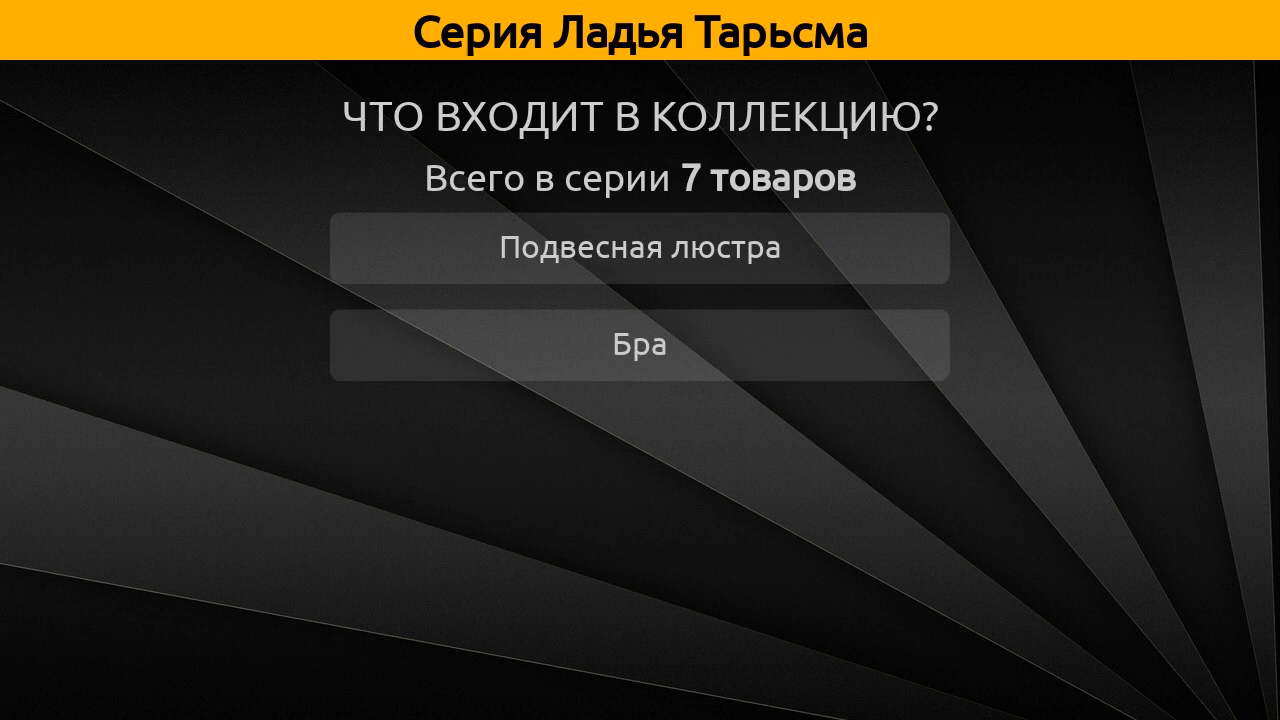 Серия Ладья Тарьсма
ЧТО ВХОДИТ В КОЛЛЕКЦИЮ?
Всего в серии 7 товаров
Подвесная люстра
Бра